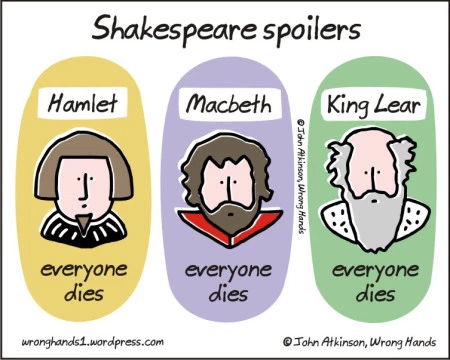 Shakespeare spoilers
Hamlet
everyone
dies
Macbeth
everyone
dies
© John Atkinson, Wrong Hands
King Lear
everyone
dies
wronghands1.wordpress.com
© John Atkinson, Wrong Hands